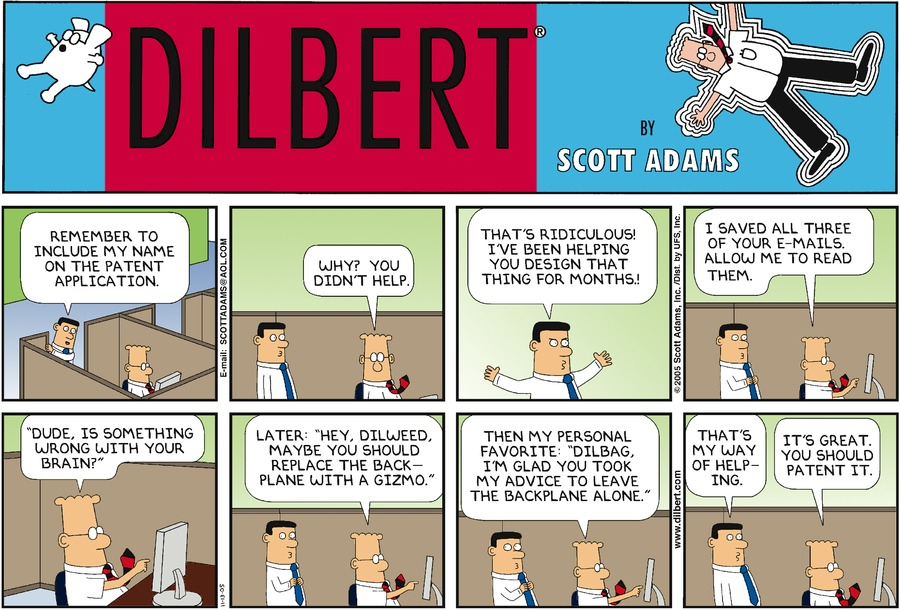 DILBERT®
BY
SCOTT ADAMS
REMEMBER TO
INCLUDE MY NAME
ON THE PATENT
APPLICATION.
E-mail: SCOTTADAMS@AOL.COM
WHY? YOU
DIDN'T HELP.
THAT'S RIDICULOUS!
I'VE BEEN HELPING
YOU DESIGN THAT
THING FOR MONTHS!
© 2005 Scott Adams, Inc. /Dist. by UFS, Inc.
I SAVED ALL THREE
OF YOUR E-MAILS.
ALLOW ME TO READ
THEM.
"DUDE, IS SOMETHING
WRONG WITH YOUR
BRAIN?"
11-13-05
LATER: "HEY, DILWEED,
MAYBE YOU SHOULD
REPLACE THE BACK-
PLANE WITH A GIZMO."
THEN MY PERSONAL
FAVORITE: "DILBAG,
I'M GLAD YOU TOOK
MY ADVICE TO LEAVE
THE BACKPLANE ALONE."
www.dilbert.com
THAT'S
MY WAY
OF HELP-
ING.
IT'S GREAT.
YOU SHOULD
PATENT IT.